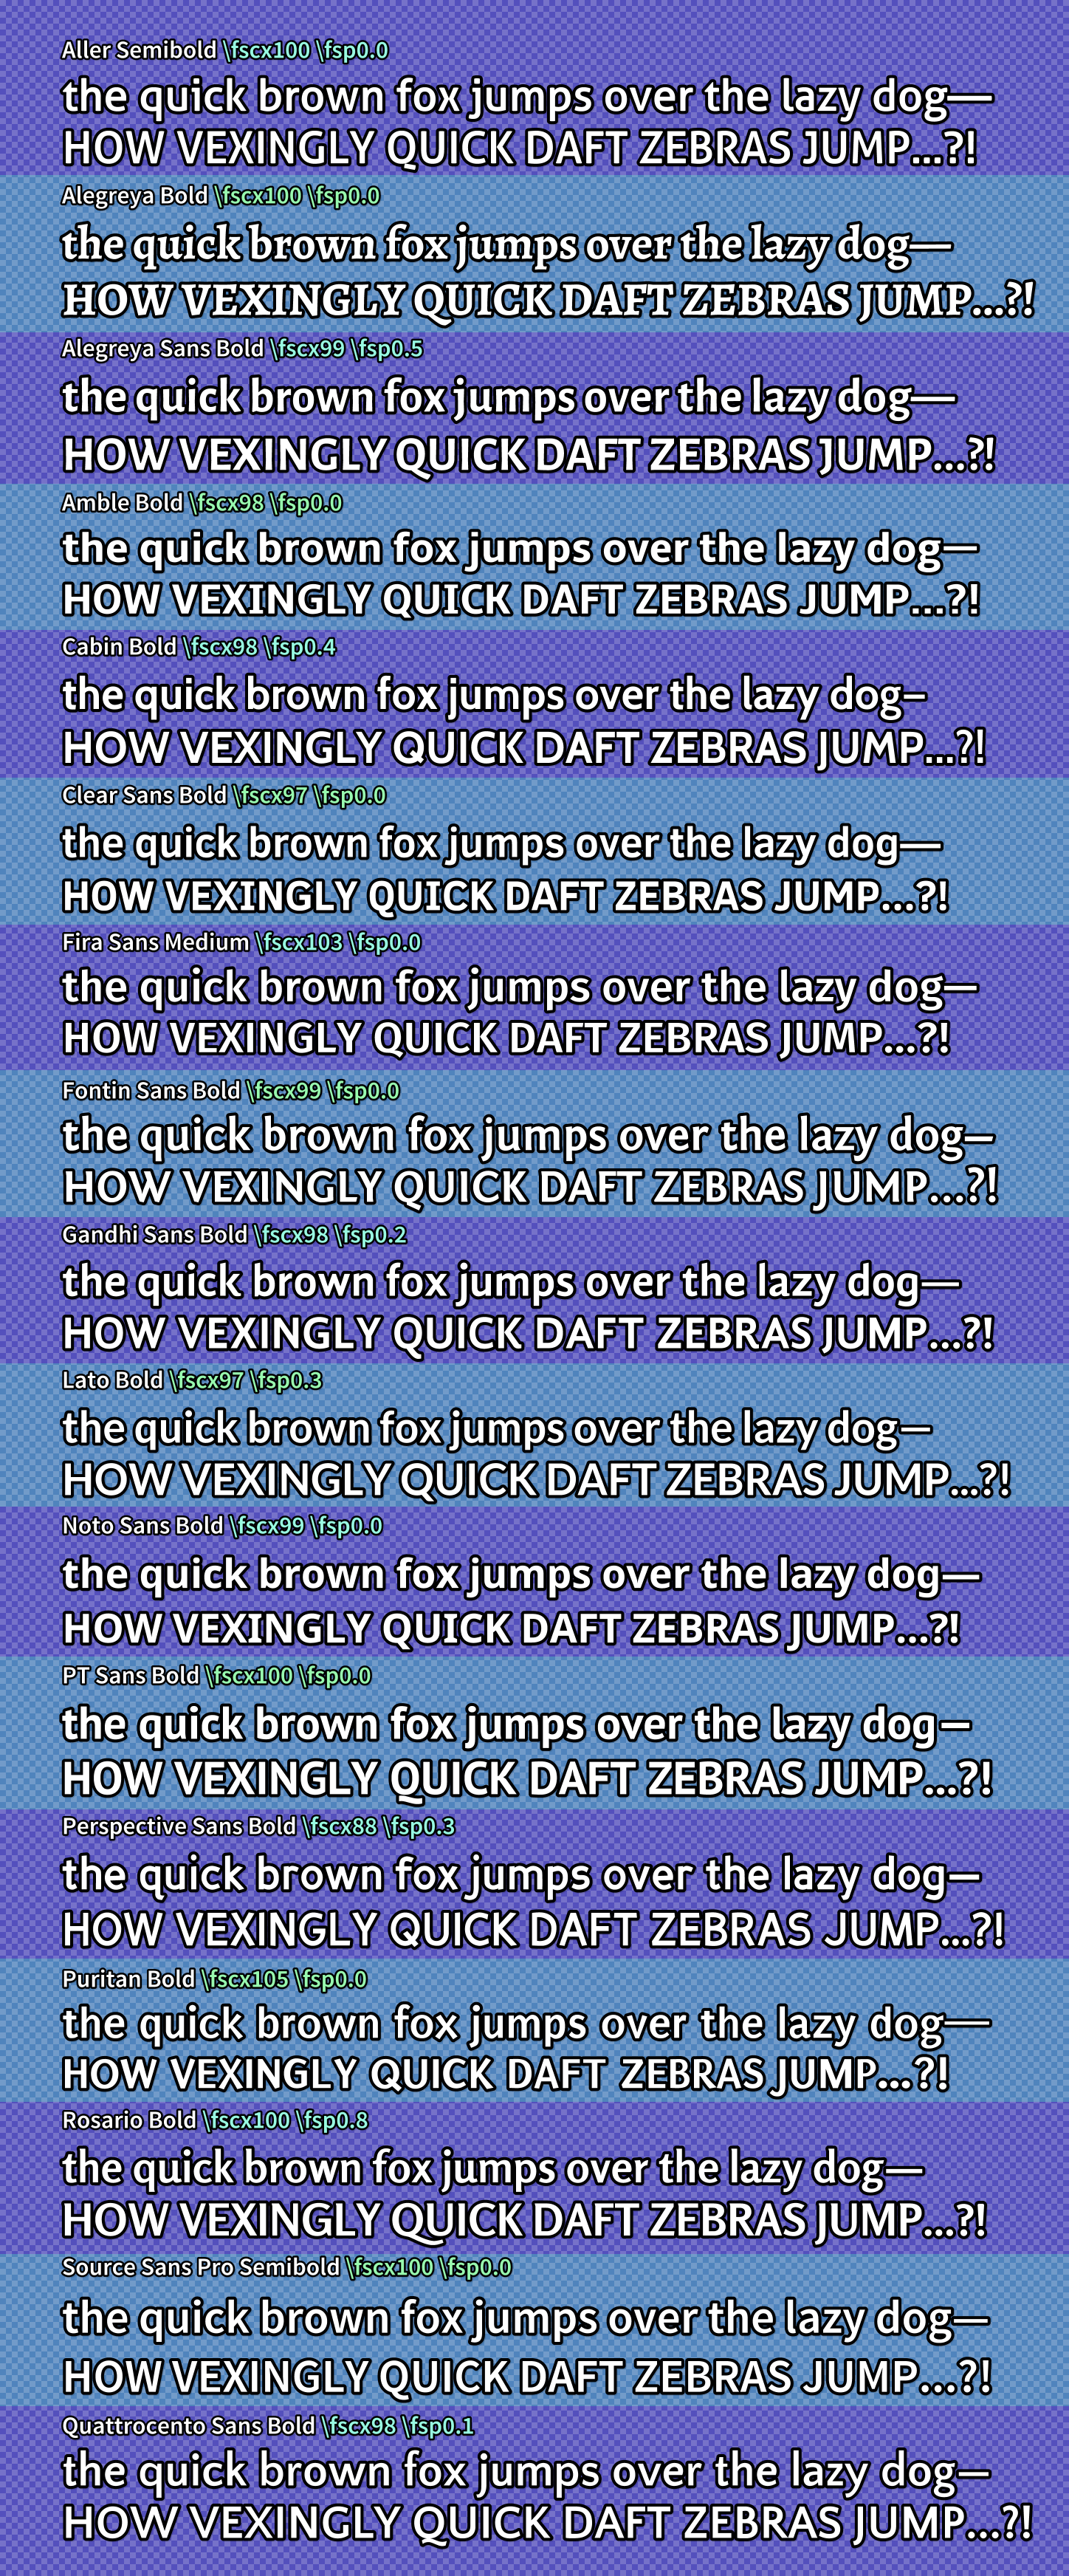 Aller Semibold \fscx100 \fsp0.0
the quick brown fox jumps over the lazy dog—
HOW VEXINGLY QUICK DAFT ZEBRAS JUMP...?!
Alegreya Bold \fscx100 \fsp0.0
the quick brown fox jumps over the lazy dog—
HOW VEXINGLY QUICK DAFT ZEBRAS JUMP...?!
Alegreya Sans Bold \fscx99 \fsp0.5
the quick brown fox jumps over the lazy dog—
HOW VEXINGLY QUICK DAFT ZEBRAS JUMP...?!
Amble Bold \fscx98 \fsp0.0
the quick brown fox jumps over the lazy dog—
HOW VEXINGLY QUICK DAFT ZEBRAS JUMP...?!
Cabin Bold \fscx98 \fsp0.4
the quick brown fox jumps over the lazy dog—
HOW VEXINGLY QUICK DAFT ZEBRAS JUMP...?!
Clear Sans Bold \fscx97 \fsp0.0
the quick brown fox jumps over the lazy dog—
HOW VEXINGLY QUICK DAFT ZEBRAS JUMP...?!
Fira Sans Medium \fscx103 \fsp0.0
the quick brown fox jumps over the lazy dog—
HOW VEXINGLY QUICK DAFT ZEBRAS JUMP...?!
Fontin Sans Bold \fscx99 \fsp0.0
the quick brown fox jumps over the lazy dog—
HOW VEXINGLY QUICK DAFT ZEBRAS JUMP...?!
Gandhi Sans Bold \fscx98 \fsp0.2
the quick brown fox jumps over the lazy dog—
HOW VEXINGLY QUICK DAFT ZEBRAS JUMP...?!
Lato Bold \fscx97 \fsp0.3
the quick brown fox jumps over the lazy dog—
HOW VEXINGLY QUICK DAFT ZEBRAS JUMP...?!
Noto Sans Bold \fscx99 \fsp0.0
the quick brown fox jumps over the lazy dog—
HOW VEXINGLY QUICK DAFT ZEBRAS JUMP...?!
PT Sans Bold \fscx100 \fsp0.0
the quick brown fox jumps over the lazy dog—
HOW VEXINGLY QUICK DAFT ZEBRAS JUMP...?!
Perspective Sans Bold \fscx88 \fsp0.3
the quick brown fox jumps over the lazy dog—
HOW VEXINGLY QUICK DAFT ZEBRAS JUMP...?!
Puritan Bold \fscx105 \fsp0.0
the quick brown fox jumps over the lazy dog—
HOW VEXINGLY QUICK DAFT ZEBRAS JUMP...?!
Rosario Bold \fscx100 \fsp0.8
the quick brown fox jumps over the lazy dog—
HOW VEXINGLY QUICK DAFT ZEBRAS JUMP...?!
Source Sans Pro Semibold \fscx100 \fsp0.0
the quick brown fox jumps over the lazy dog—
HOW VEXINGLY QUICK DAFT ZEBRAS JUMP...?!
Quattrocento Sans Bold \fscx98 \fsp0.1
the quick brown fox jumps over the lazy dog—
HOW VEXINGLY QUICK DAFT ZEBRAS JUMP...?!